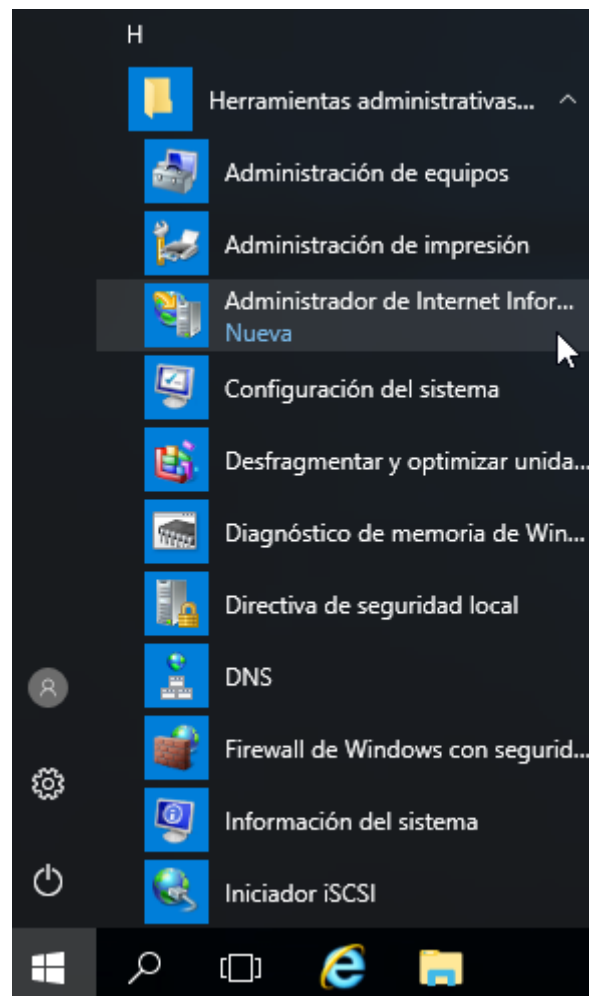 H
Herramientas administrativas...
Administración de equipos
Administración de impresión
Administrador de Internet Infor...
Nueva
Configuración del sistema
Desfragmentar y optimizar unida...
Diagnóstico de memoria de Win...
Directiva de seguridad local
DNS
Firewall de Windows con segurid...
Información del sistema
Iniciador iSCSI